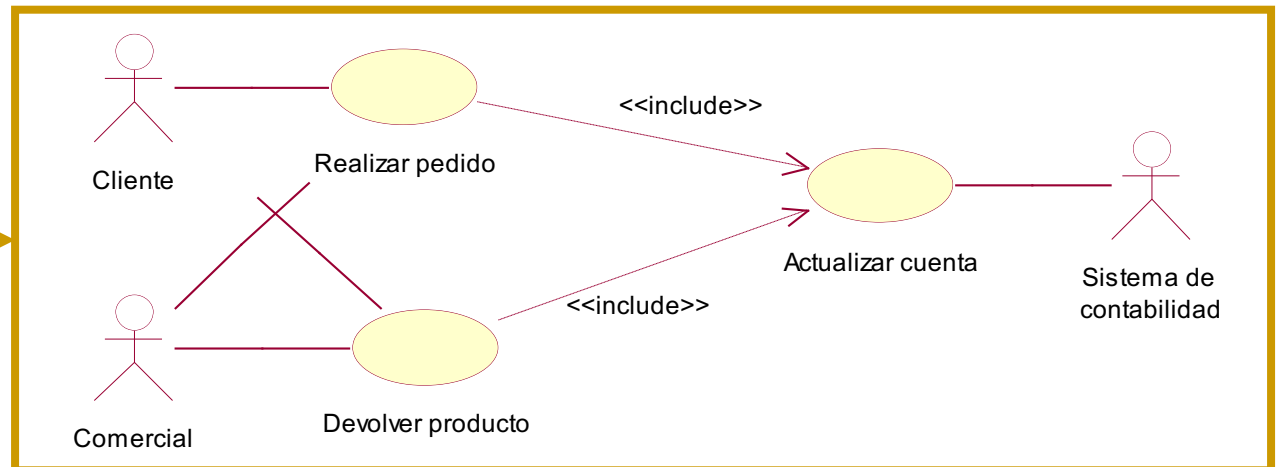 <<include>>
Realizar pedido
Cliente
Actualizar cuenta
Sistema de
contabilidad
<<include>>
Devolver producto
Comercial